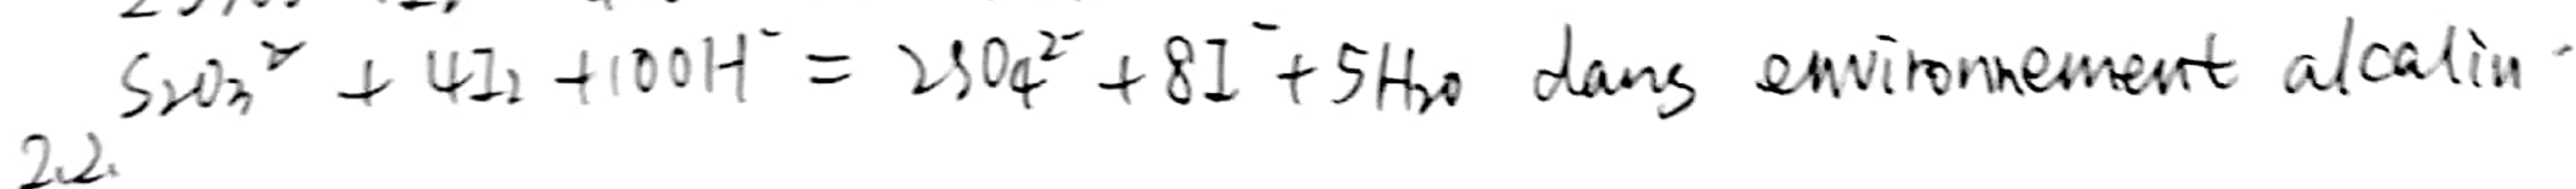 S₂O₃²⁻ + 4I₂ + 10OH⁻ = 2SO₄²⁻ + 8I⁻ + 5H₂O dans environnement alcalin.
2.2.